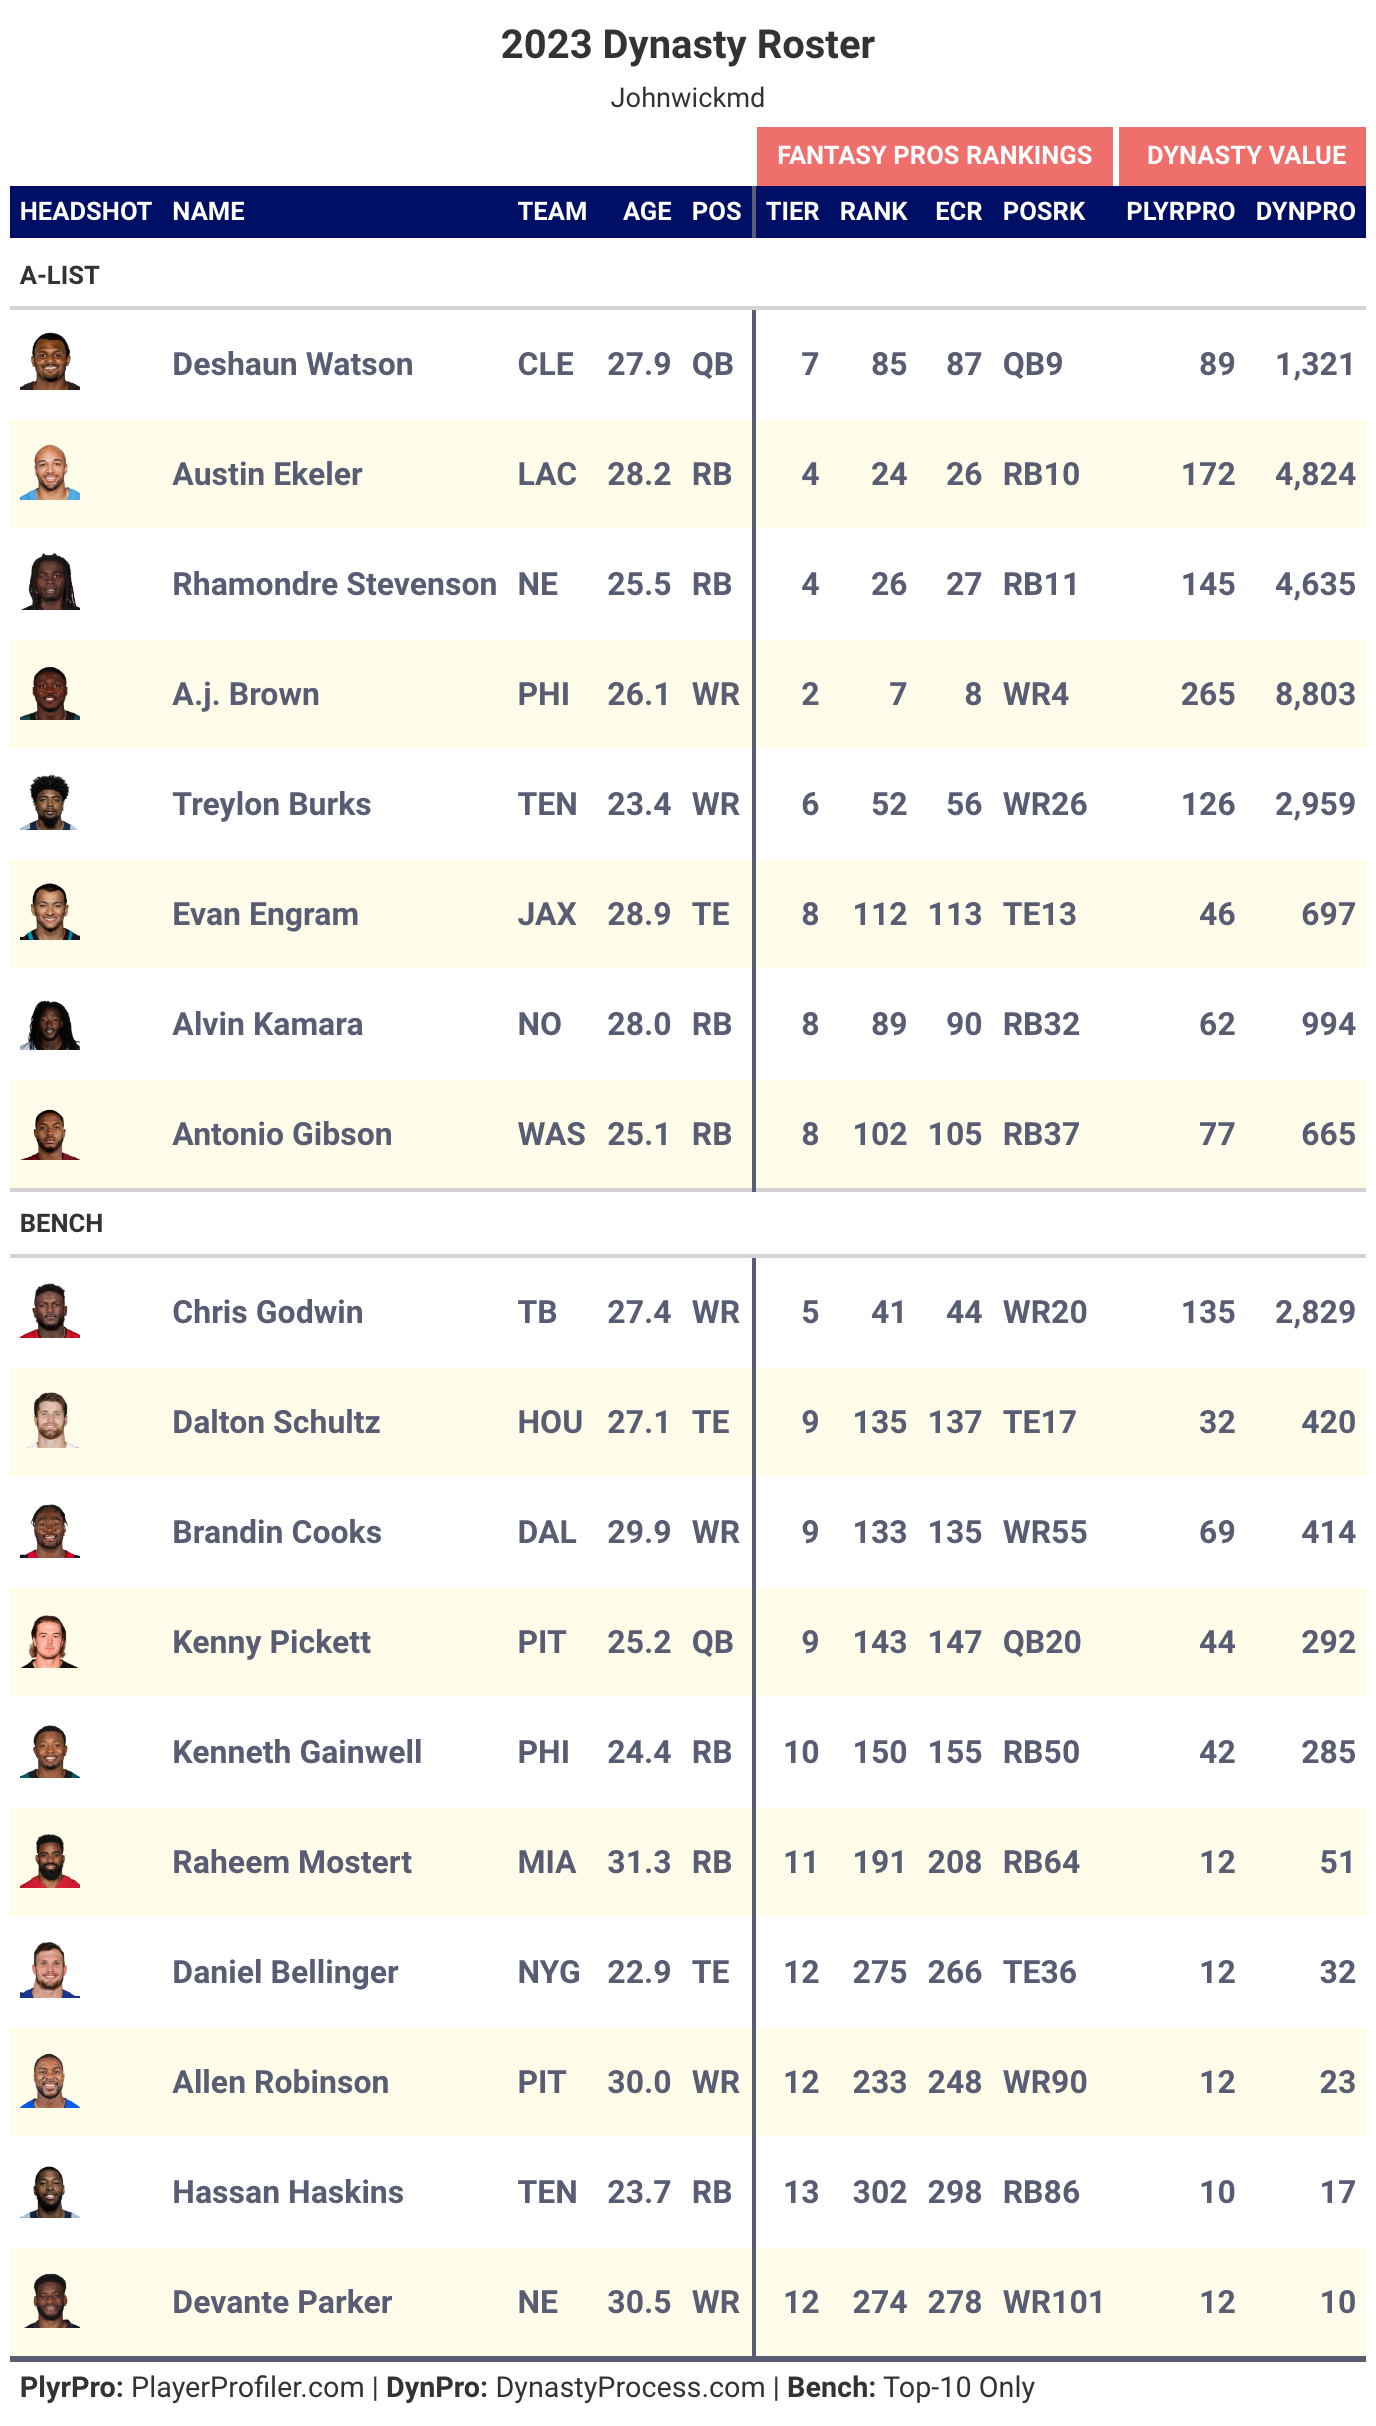 2023 Dynasty Roster
Johnwickmd
FANTASY PROS RANKINGS DYNASTY VALUE
HEADSHOT NAME TEAM AGE POS TIER RANK ECR POSRK PLYRPRO DYNPRO
A-LIST
Deshaun Watson CLE 27.9 QB 7 85 87 QB9 89 1,321
Austin Ekeler LAC 28.2 RB 4 24 26 RB10 172 4,824
Rhamondre Stevenson NE 25.5 RB 4 26 27 RB11 145 4,635
A.j. Brown PHI 26.1 WR 2 7 8 WR4 265 8,803
Treylon Burks TEN 23.4 WR 6 52 56 WR26 126 2,959
Evan Engram JAX 28.9 TE 8 112 113 TE13 46 697
Alvin Kamara NO 28.0 RB 8 89 90 RB32 62 994
Antonio Gibson WAS 25.1 RB 8 102 105 RB37 77 665
BENCH
Chris Godwin TB 27.4 WR 5 41 44 WR20 135 2,829
Dalton Schultz HOU 27.1 TE 9 135 137 TE17 32 420
Brandin Cooks DAL 29.9 WR 9 133 135 WR55 69 414
Kenny Pickett PIT 25.2 QB 9 143 147 QB20 44 292
Kenneth Gainwell PHI 24.4 RB 10 150 155 RB50 42 285
Raheem Mostert MIA 31.3 RB 11 191 208 RB64 12 51
Daniel Bellinger NYG 22.9 TE 12 275 266 TE36 12 32
Allen Robinson PIT 30.0 WR 12 233 248 WR90 12 23
Hassan Haskins TEN 23.7 RB 13 302 298 RB86 10 17
Devante Parker NE 30.5 WR 12 274 278 WR101 12 10
PlyrPro: PlayerProfiler.com | DynPro: DynastyProcess.com | Bench: Top-10 Only